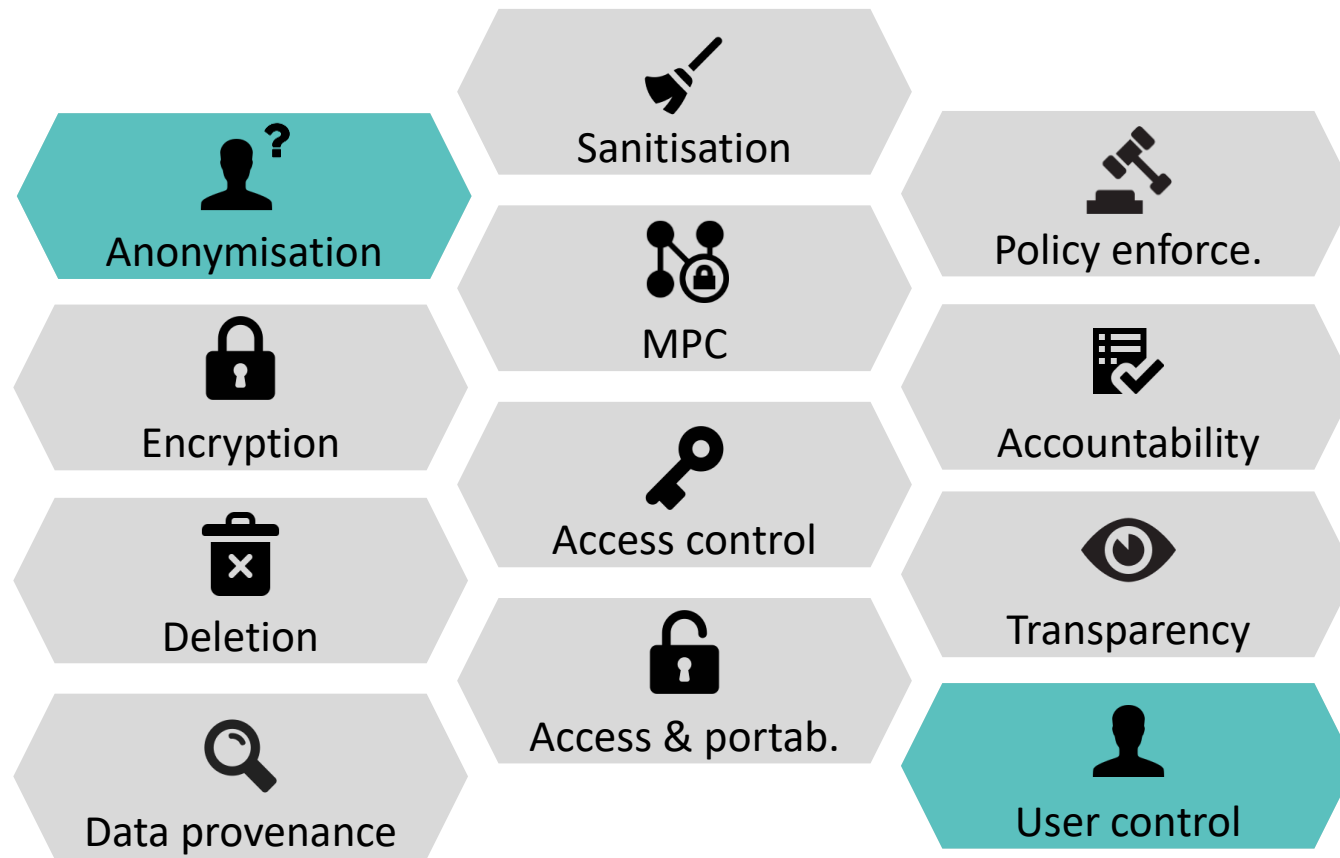 Sanitisation
?
Anonymisation
Policy enforce.
MPC
Encryption
Accountability
Access control
Deletion
Transparency
Access & portab.
Data provenance
User control